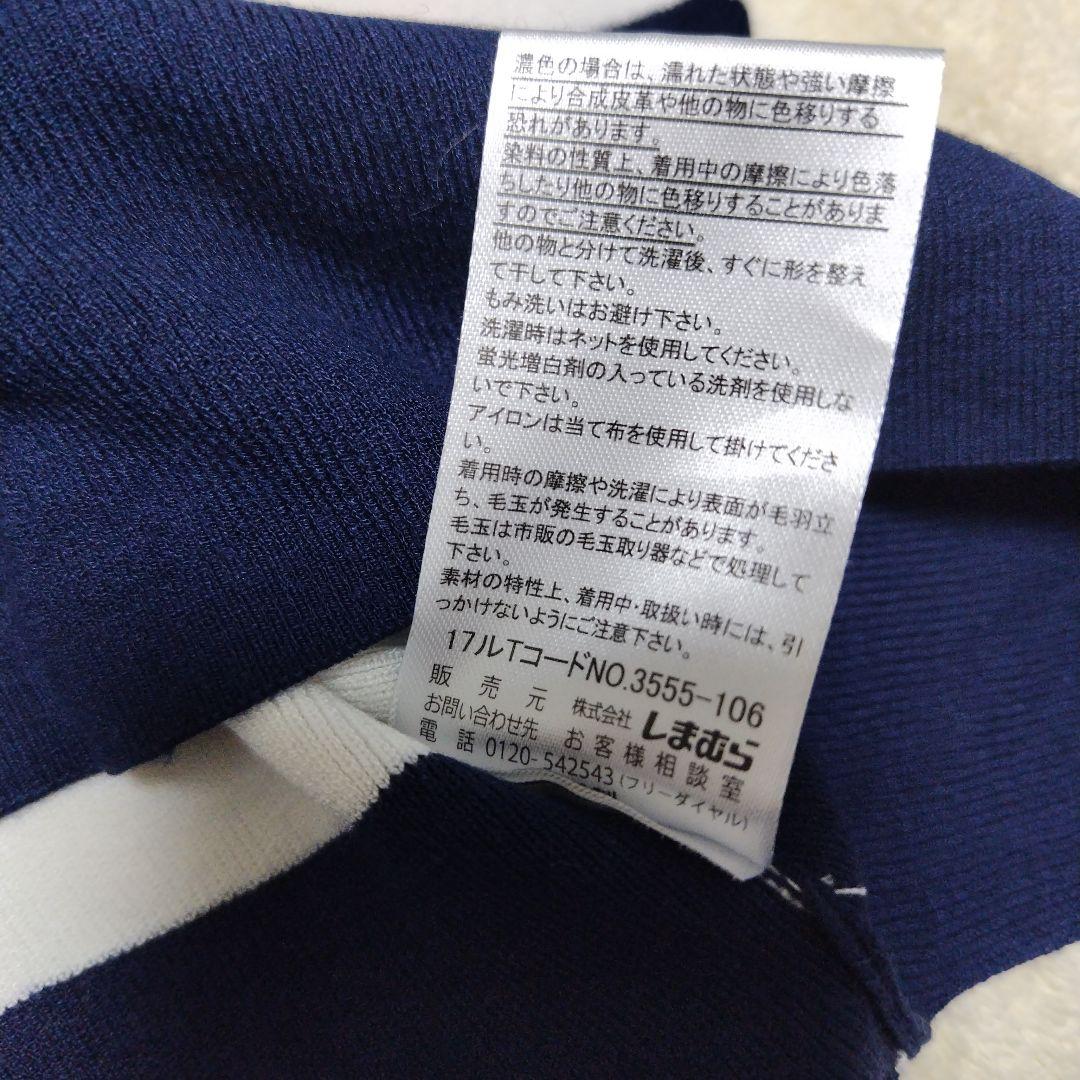 濃色の場合は、濡れた状態や強い摩擦
により合成皮革や他の物に色移りする
恐れがあります。
染料の性質上、着用中の摩擦により色落
ちしたり他の物に色移りすることがありま
すのでご注意ください。
他の物と分けて洗濯後、すぐに形を整え
て干して下さい。
もみ洗いはお避け下さい。
洗濯時はネットを使用してください。
蛍光増白剤の入っている洗剤を使用しな
いで下さい。
アイロンは当て布を使用して掛けてくださ
い。
着用時の摩擦や洗濯により表面が毛羽立
ち、毛玉が発生することがあります。
毛玉は市販の毛玉取り器などで処理して
下さい。
素材の特性上、着用中・取扱い時には、引
っかけないようにご注意下さい。
17ルTコードNO.3555-106
販売元 株式会社しまむら
お問い合わせ先 お客様相談室
電話 0120-542543(フリーダイヤル)